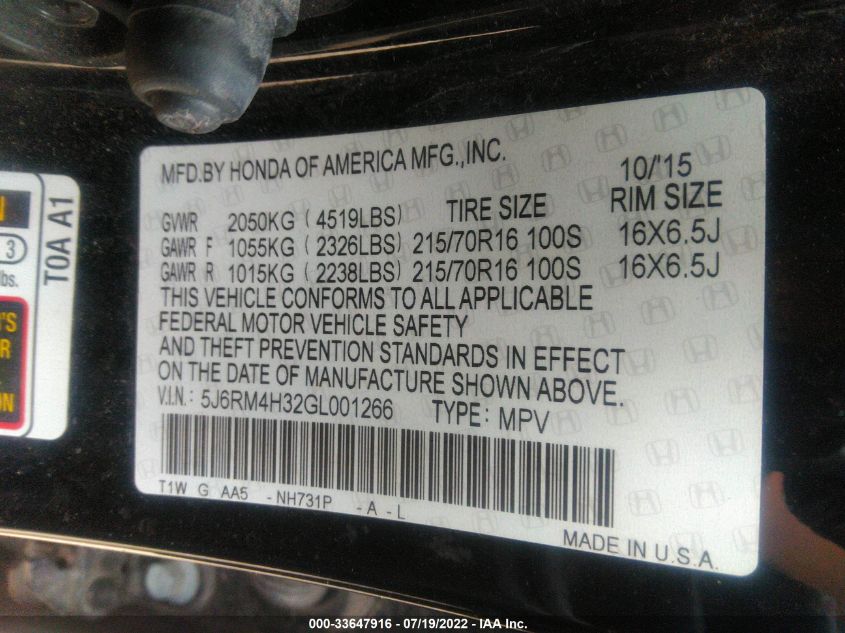 MFD.BY HONDA OF AMERICA MFG.,INC. 10/'15
GVWR 2050KG (4519LBS) TIRE SIZE RIM SIZE
GAWR F 1055KG (2326LBS) 215/70R16 100S 16X6.5J
GAWR R 1015KG (2238LBS) 215/70R16 100S 16X6.5J
THIS VEHICLE CONFORMS TO ALL APPLICABLE
FEDERAL MOTOR VEHICLE SAFETY
AND THEFT PREVENTION STANDARDS IN EFFECT
ON THE DATE OF MANUFACTURE SHOWN ABOVE.
V.I.N.: 5J6RM4H32GL001266 TYPE: MPV
T1W G AA5 -NH731P -A -L
MADE IN U.S.A.
T0A A1
3
lbs.
000-33647916 - 07/19/2022 - IAA Inc.